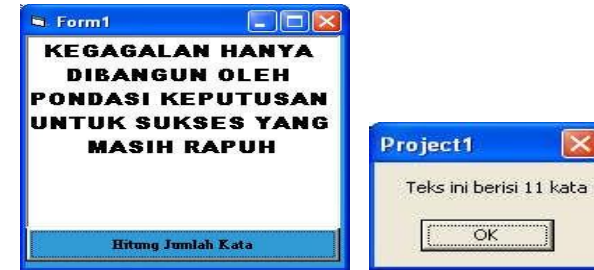 Form1
KEGAGALAN HANYA
DIBANGUN OLEH
PONDASI KEPUTUSAN
UNTUK SUKSES YANG
MASIH RAPUH
Hitung Jumlah Kata
Project1
Teks ini berisi 11 kata
OK